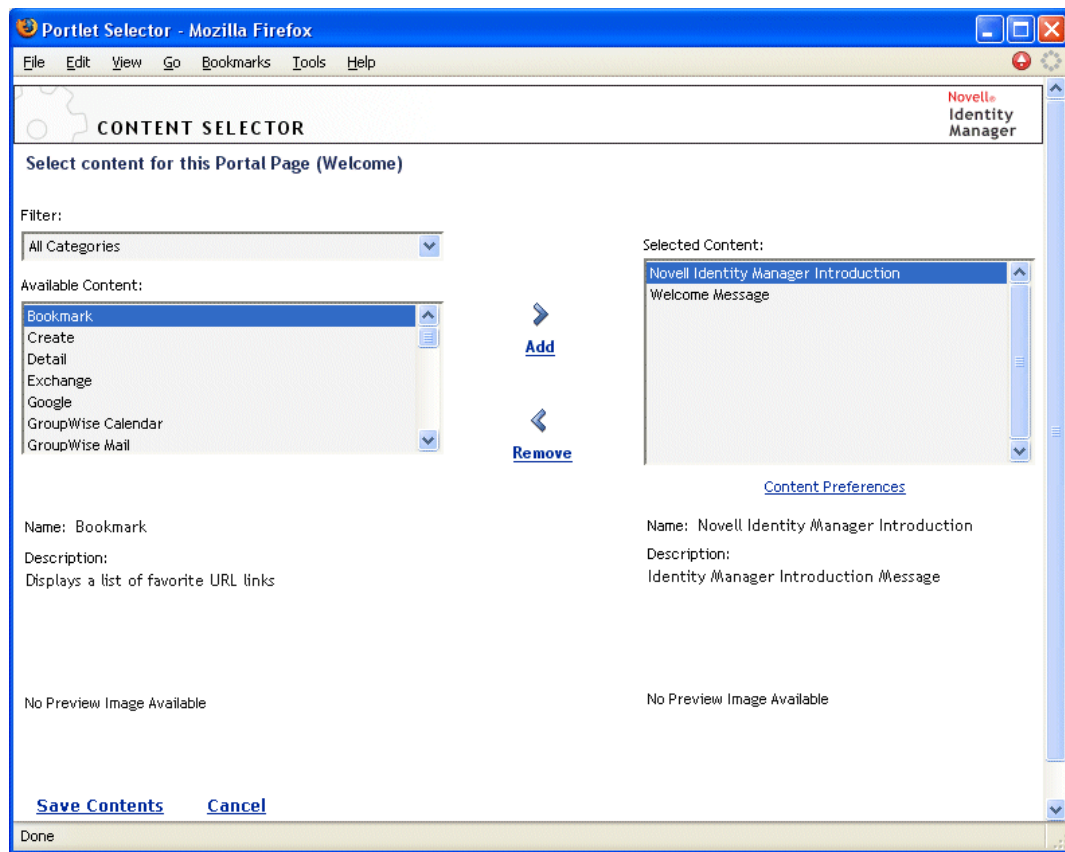 Portlet Selector - Mozilla Firefox
File Edit View Go Bookmarks Tools Help
CONTENT SELECTOR
Novell®
Identity
Manager
Select content for this Portal Page (Welcome)
Filter:
All Categories
Available Content:
Bookmark
Create
Detail
Exchange
Google
GroupWise Calendar
GroupWise Mail
Add
Remove
Selected Content:
Novell Identity Manager Introduction
Welcome Message
Content Preferences
Name: Bookmark
Description:
Displays a list of favorite URL links
No Preview Image Available
Name: Novell Identity Manager Introduction
Description:
Identity Manager Introduction Message
No Preview Image Available
Save Contents Cancel
Done